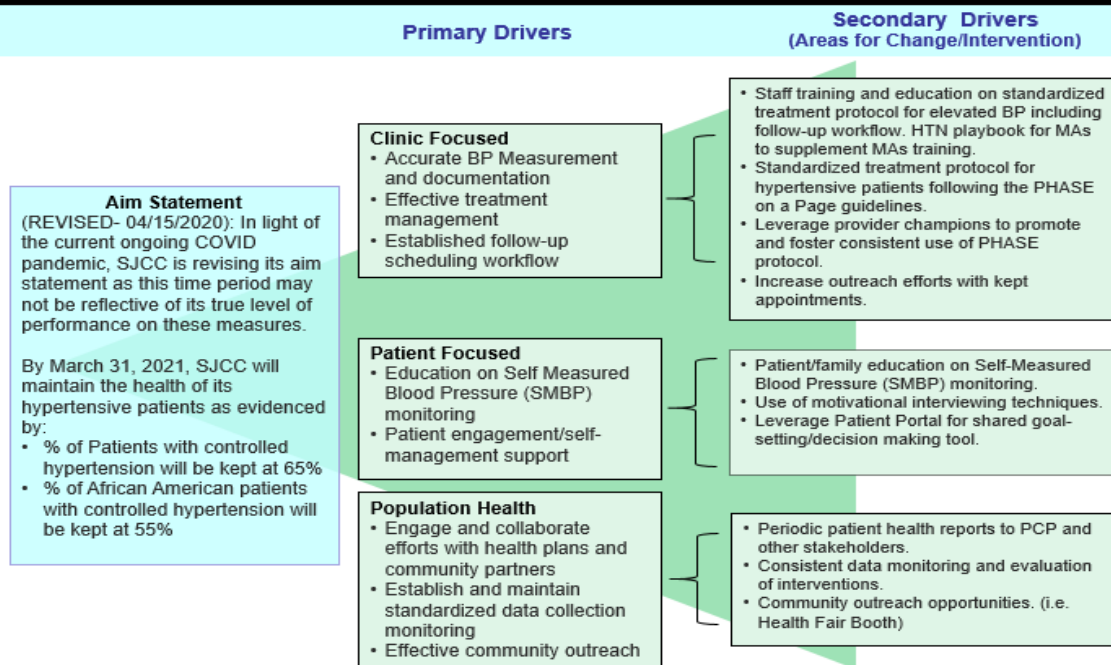 Primary Drivers
Secondary Drivers
(Areas for Change/Intervention)
Aim Statement
(REVISED- 04/15/2020): In light of
the current ongoing COVID
pandemic, SJCC is revising its aim
statement as this time period may
not be reflective of its true level of
performance on these measures.
By March 31, 2021, SJCC will
maintain the health of its
hypertensive patients as evidenced
by:
• % of Patients with controlled
hypertension will be kept at 65%
• % of African American patients
with controlled hypertension will
be kept at 55%
Clinic Focused
• Accurate BP Measurement
and documentation
• Effective treatment
management
• Established follow-up
scheduling workflow
Patient Focused
• Education on Self Measured
Blood Pressure (SMBP)
monitoring
• Patient engagement/self-
management support
Population Health
• Engage and collaborate
efforts with health plans and
community partners
• Establish and maintain
standardized data collection
monitoring
• Effective community outreach
• Staff training and education on standardized
treatment protocol for elevated BP including
follow-up workflow. HTN playbook for MAs
to supplement MAs training.
• Standardized treatment protocol for
hypertensive patients following the PHASE
on a Page guidelines.
• Leverage provider champions to promote
and foster consistent use of PHASE
protocol.
• Increase outreach efforts with kept
appointments.
• Patient/family education on Self-Measured
Blood Pressure (SMBP) monitoring.
• Use of motivational interviewing techniques.
• Leverage Patient Portal for shared goal-
setting/decision making tool.
• Periodic patient health reports to PCP and
other stakeholders.
• Consistent data monitoring and evaluation
of interventions.
• Community outreach opportunities. (i.e.
Health Fair Booth)